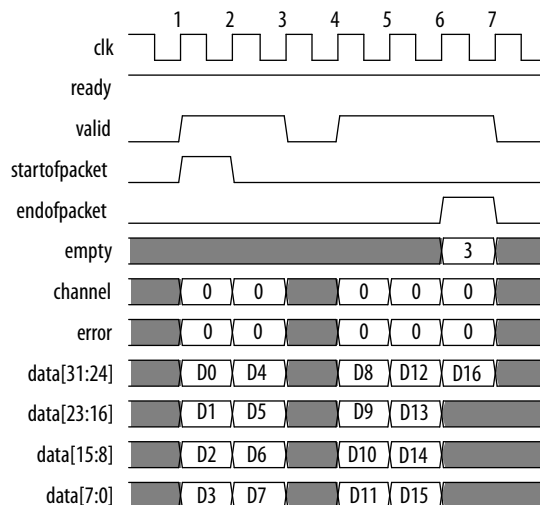 1 2 3 4 5 6 7
clk
ready
valid
startofpacket
endofpacket
empty 3
channel 0 0 0 0 0
error 0 0 0 0 0
data[31:24] D0 D4 D8 D12 D16
data[23:16] D1 D5 D9 D13
data[15:8] D2 D6 D10 D14
data[7:0] D3 D7 D11 D15